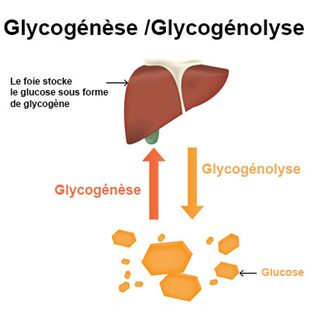 Glycogénèse /Glycogénolyse
Le foie stocke
le glucose sous forme
de glycogène
Glycogénolyse
Glycogénèse
Glucose